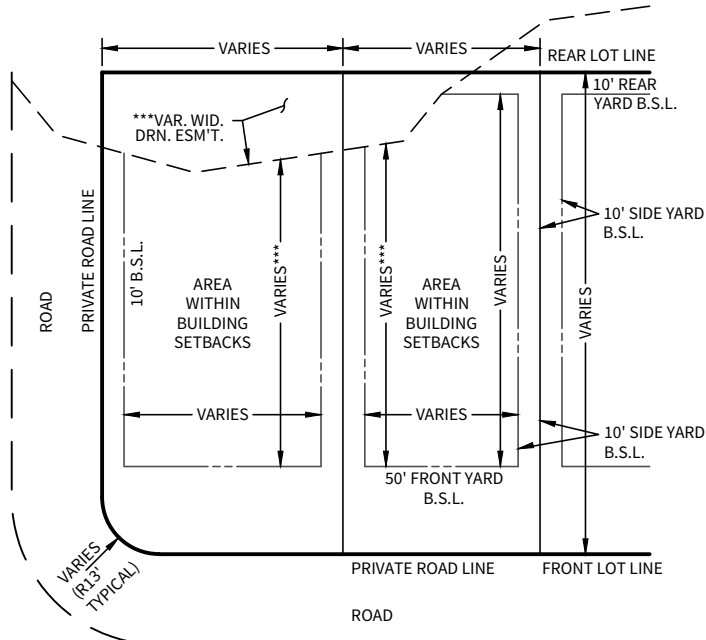 VARIES
VARIES
REAR LOT LINE
10' REAR
YARD B.S.L.
***VAR. WID.
DRN. ESM'T.
10' SIDE YARD
B.S.L.
ROAD
PRIVATE ROAD LINE
10' B.S.L.
AREA
WITHIN
BUILDING
SETBACKS
VARIES***
VARIES***
AREA
WITHIN
BUILDING
SETBACKS
VARIES
VARIES
VARIES
VARIES
10' SIDE YARD
B.S.L.
50' FRONT YARD
B.S.L.
VARIES
(R13'
TYPICAL)
PRIVATE ROAD LINE
FRONT LOT LINE
ROAD